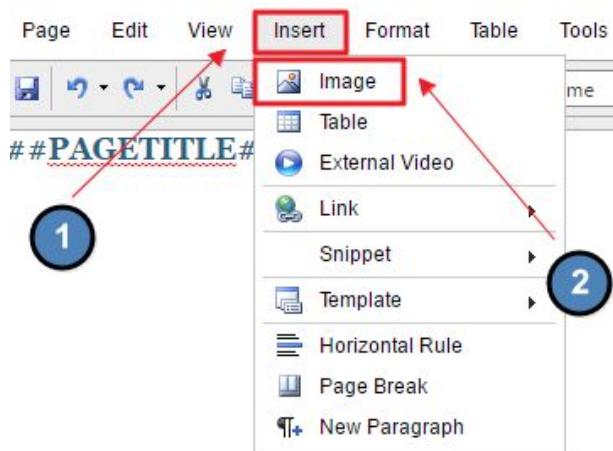 Page Edit View Insert Format Table Tools
Image
me
Table
##PAGETITLE#
External Video
Link
1
Snippet
2
Template
Horizontal Rule
Page Break
New Paragraph